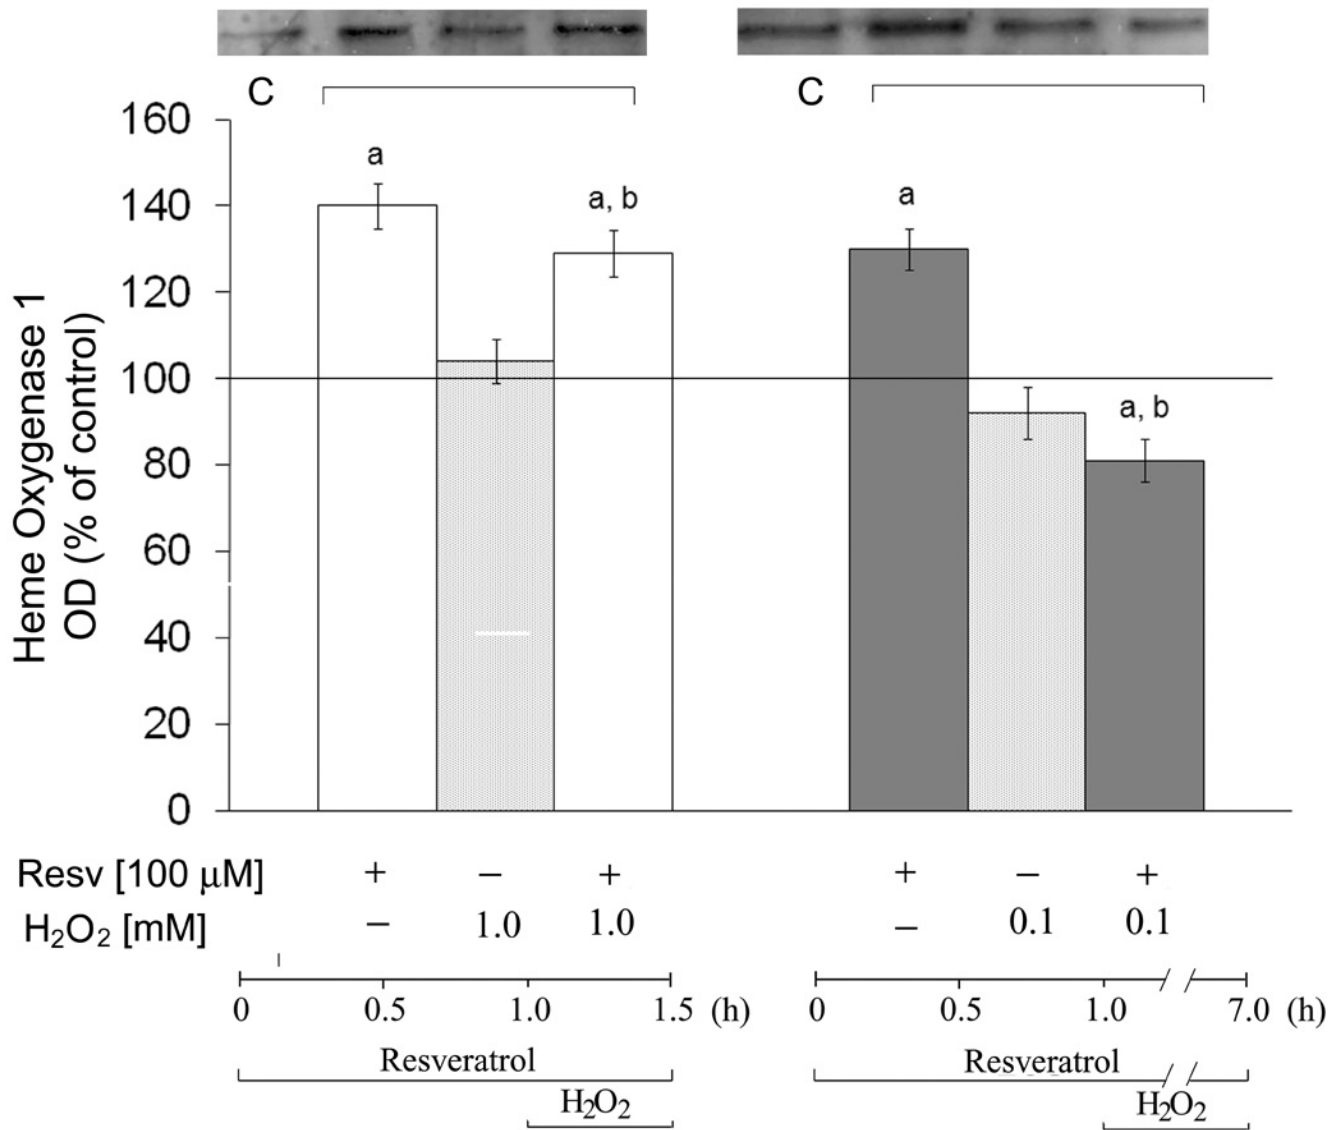 C
C
160
140
120
100
80
60
40
20
0
Heme Oxygenase 1
OD (% of control)
a
a, b
a
a, b
Resv [100 μM] + − + + − +
H₂O₂ [mM] − 1.0 1.0 − 0.1 0.1
0 0.5 1.0 1.5 (h) 0 0.5 1.0 7.0 (h)
Resveratrol Resveratrol
H₂O₂ H₂O₂